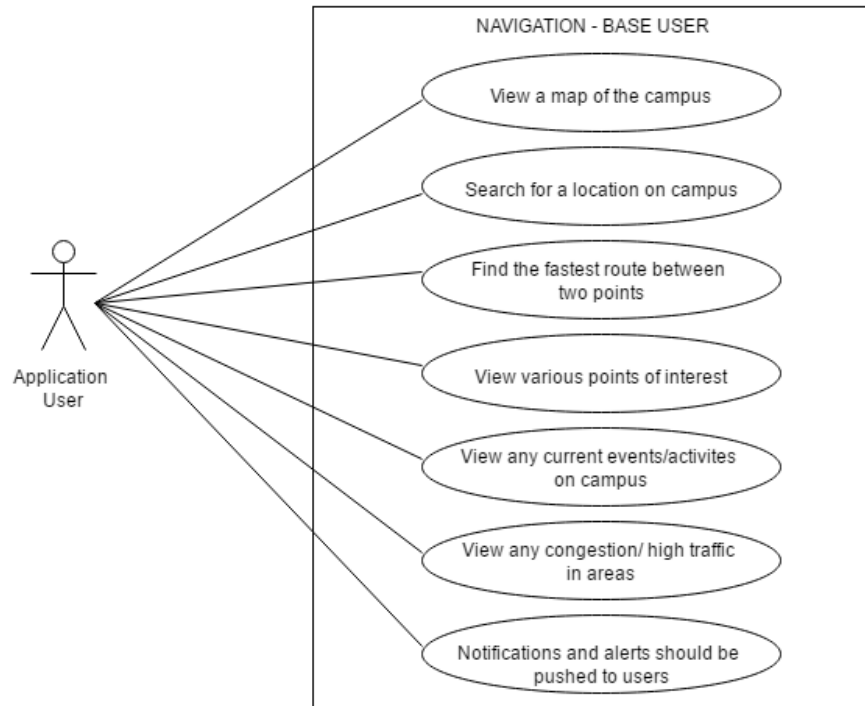 NAVIGATION - BASE USER
View a map of the campus
Search for a location on campus
Find the fastest route between
two points
View various points of interest
View any current events/activites
on campus
View any congestion/ high traffic
in areas
Notifications and alerts should be
pushed to users
Application
User